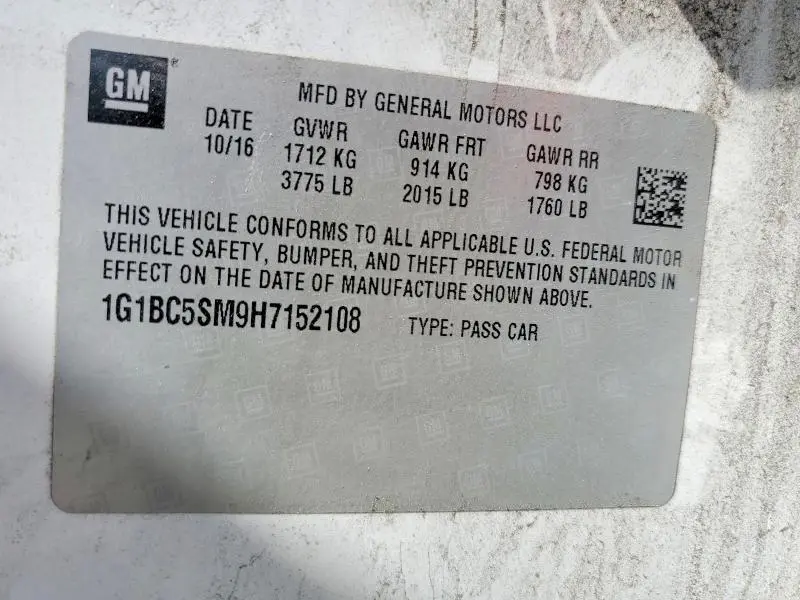 GM®
MFD BY GENERAL MOTORS LLC
DATE GVWR GAWR FRT GAWR RR
10/16 1712 KG 914 KG 798 KG
3775 LB 2015 LB 1760 LB
THIS VEHICLE CONFORMS TO ALL APPLICABLE U.S. FEDERAL MOTOR
VEHICLE SAFETY, BUMPER, AND THEFT PREVENTION STANDARDS IN
EFFECT ON THE DATE OF MANUFACTURE SHOWN ABOVE.
1G1BC5SM9H7152108 TYPE: PASS CAR